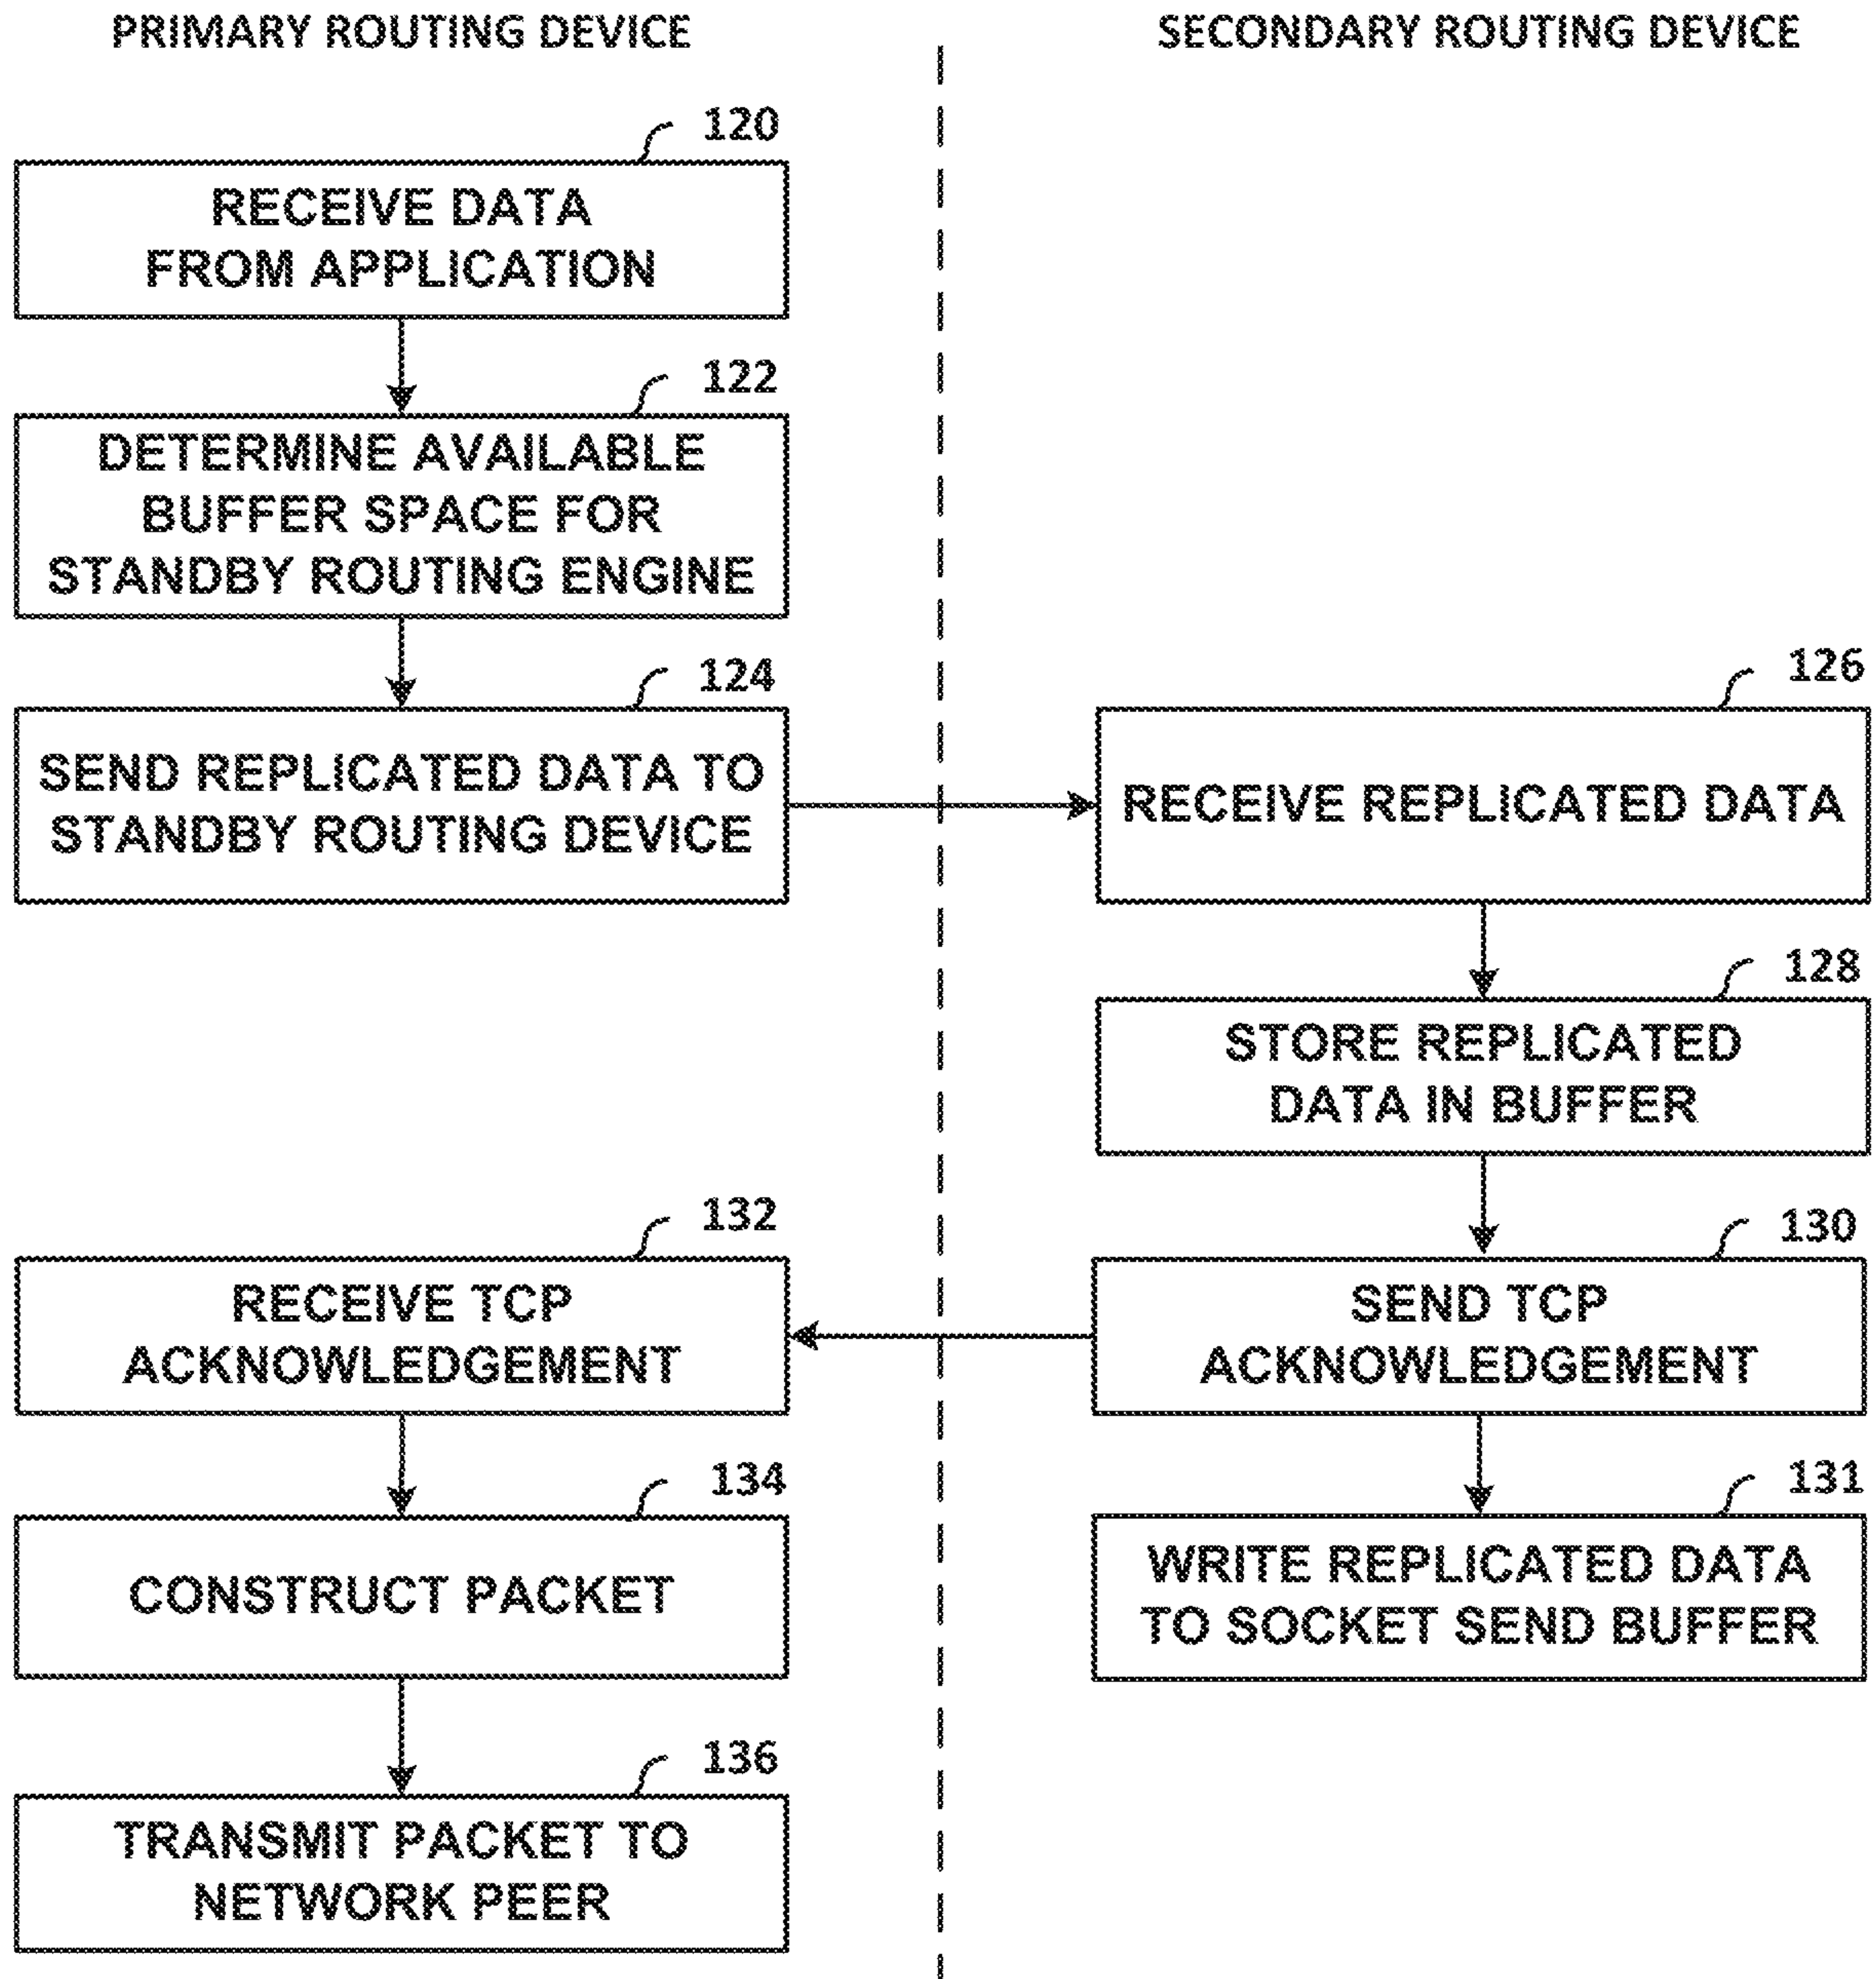 PRIMARY ROUTING DEVICE
SECONDARY ROUTING DEVICE
120
RECEIVE DATA
FROM APPLICATION
122
DETERMINE AVAILABLE
BUFFER SPACE FOR
STANDBY ROUTING ENGINE
124
SEND REPLICATED DATA TO
STANDBY ROUTING DEVICE
126
RECEIVE REPLICATED DATA
128
STORE REPLICATED
DATA IN BUFFER
130
SEND TCP
ACKNOWLEDGEMENT
132
RECEIVE TCP
ACKNOWLEDGEMENT
131
WRITE REPLICATED DATA
TO SOCKET SEND BUFFER
134
CONSTRUCT PACKET
136
TRANSMIT PACKET TO
NETWORK PEER